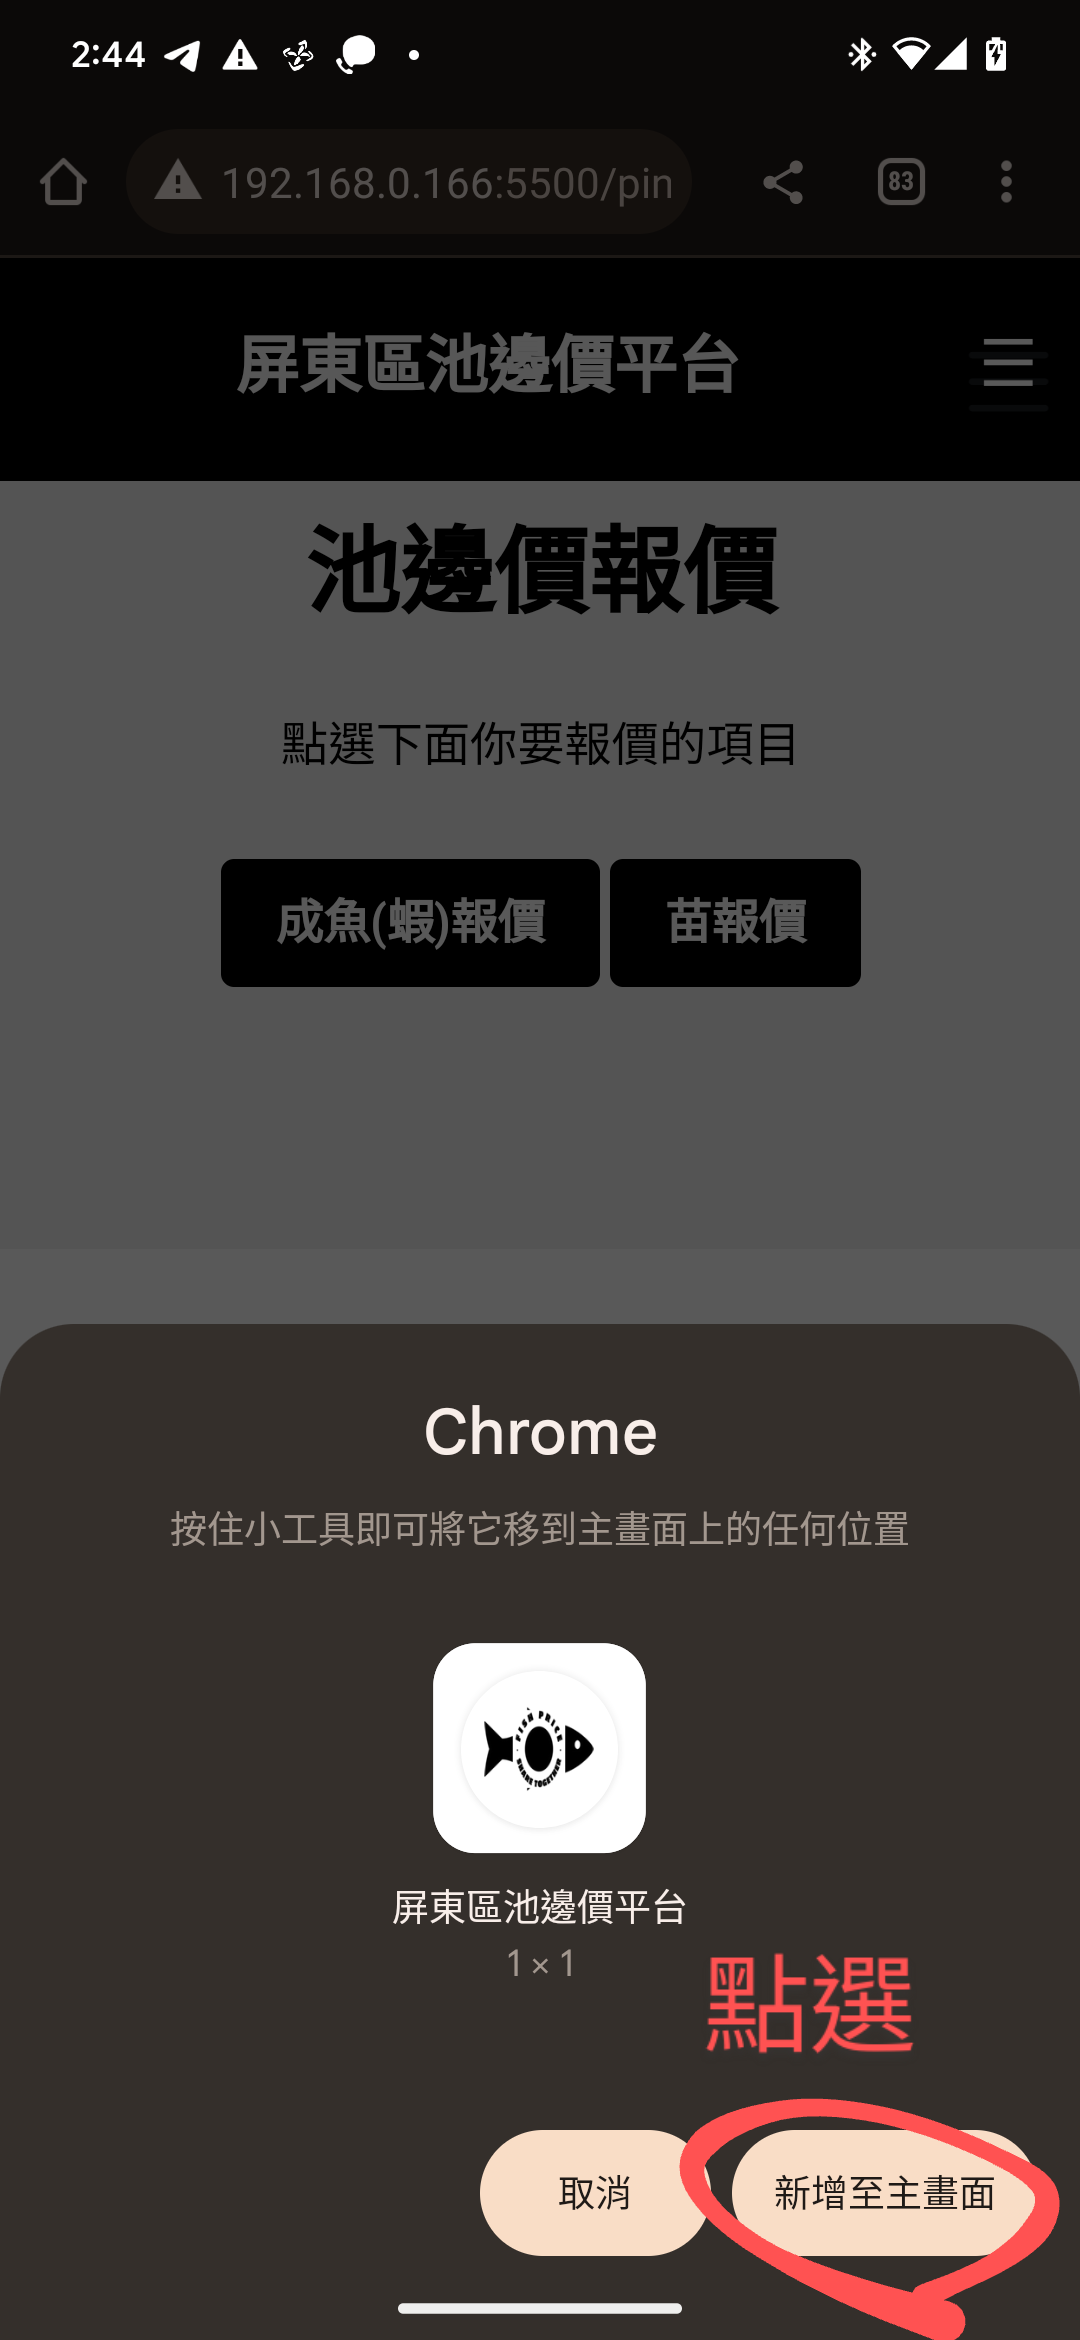 2:44
192.168.0.166:5500/pin
83
屏東區池邊價平台
池邊價報價
點選下面你要報價的項目
成魚(蝦)報價 苗報價
Chrome
按住小工具即可將它移到主畫面上的任何位置
FISH PRICE
SHARE TOGETHER
屏東區池邊價平台
1 × 1
點選
取消 新增至主畫面